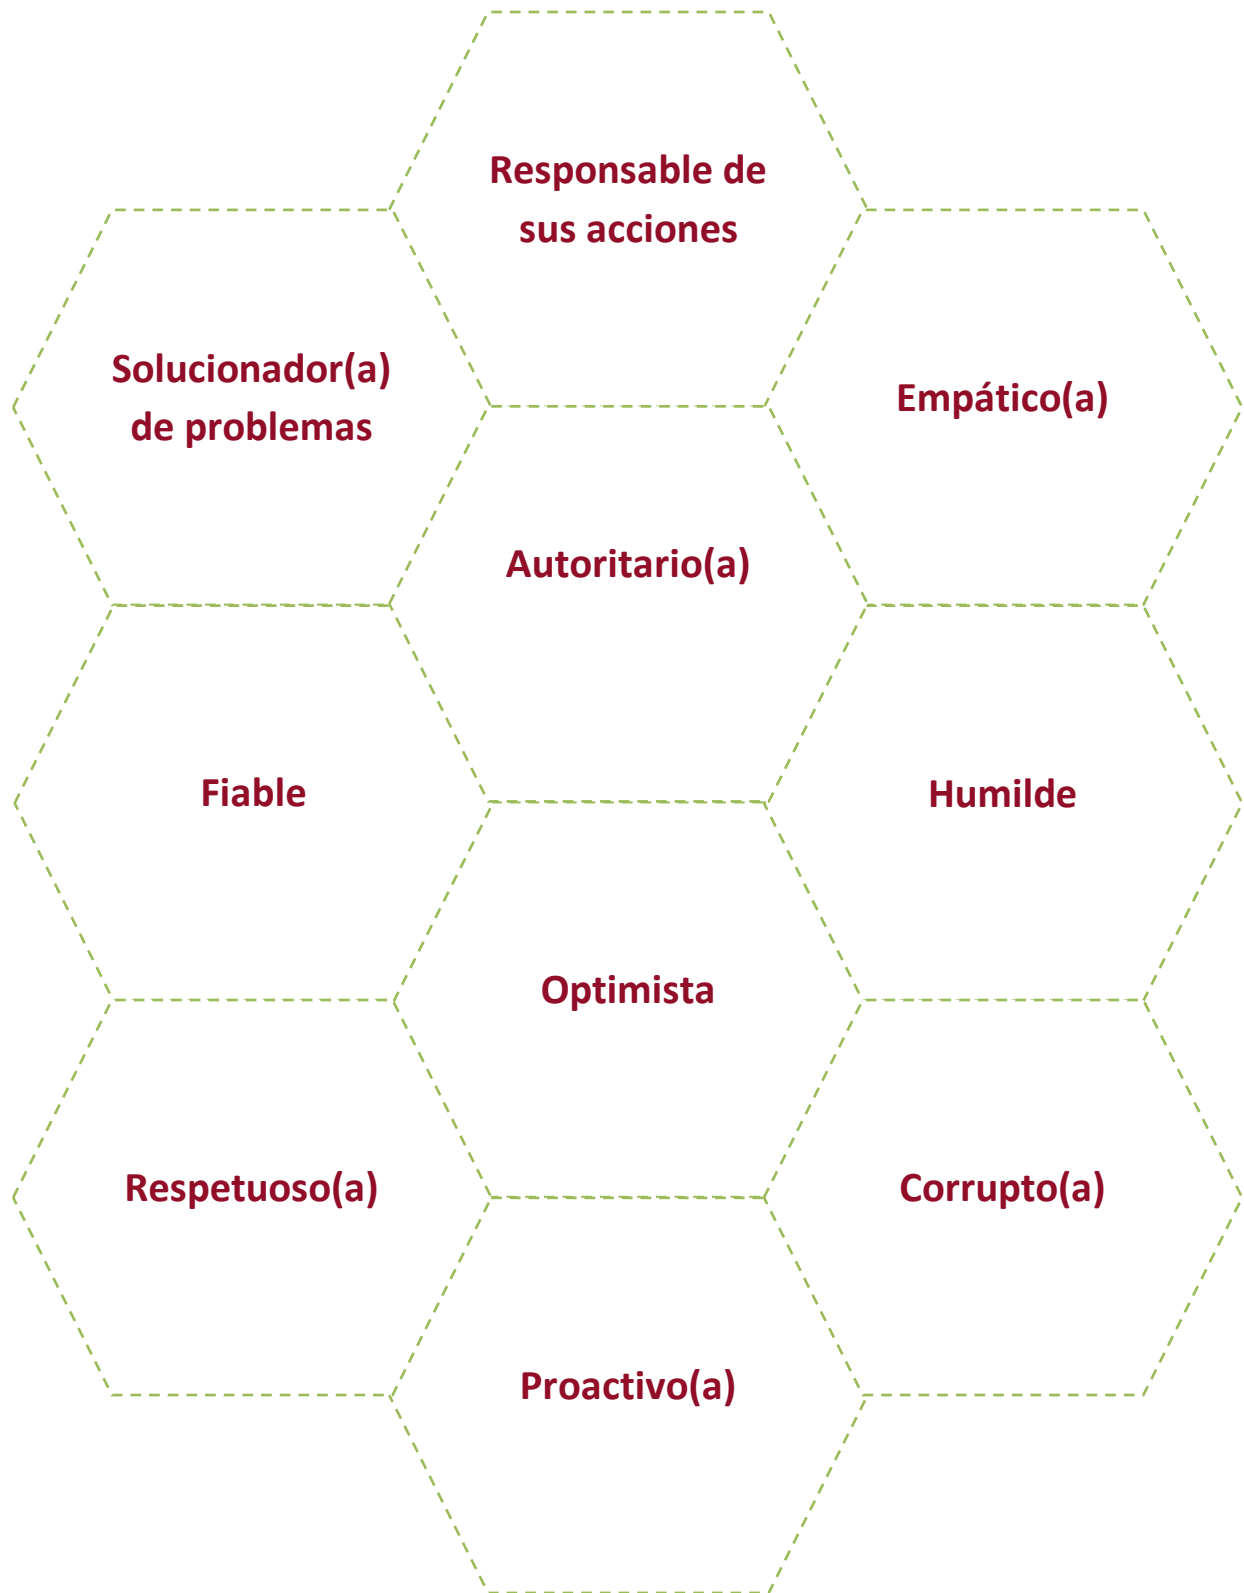 Responsable de
sus acciones
Solucionador(a)
de problemas
Empático(a)
Autoritario(a)
Fiable
Humilde
Optimista
Respetuoso(a)
Corrupto(a)
Proactivo(a)